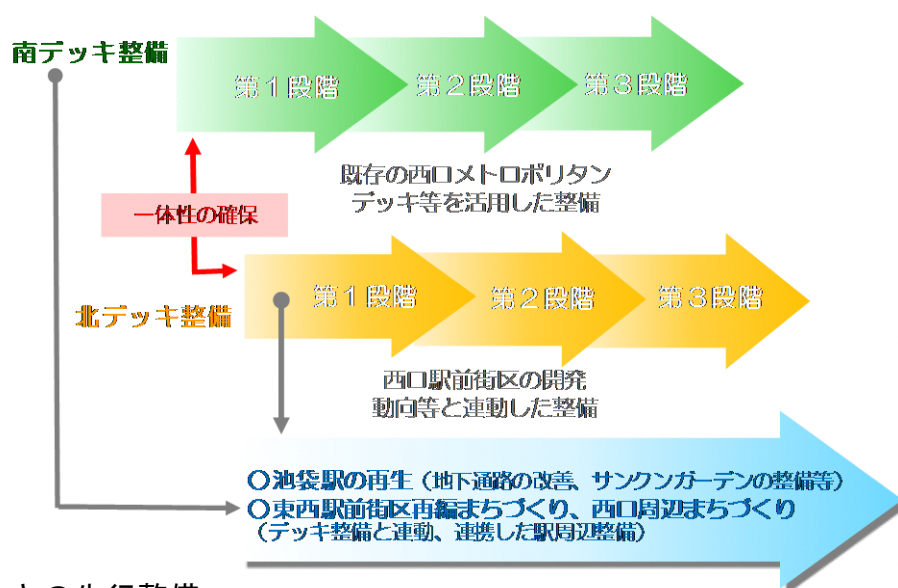 南デッキ整備
第１段階
第２段階
第３段階
既存の西口メトロポリタン
デッキ等を活用した整備
一体性の確保
北デッキ整備
第１段階
第２段階
第３段階
西口駅前街区の開発
動向等と連動した整備
〇池袋駅の再生（地下通路の改善、サンクンガーデンの整備等）
〇東西駅前街区再編まちづくり、西口周辺まちづくり
（デッキ整備と連動、連携した駅周辺整備）